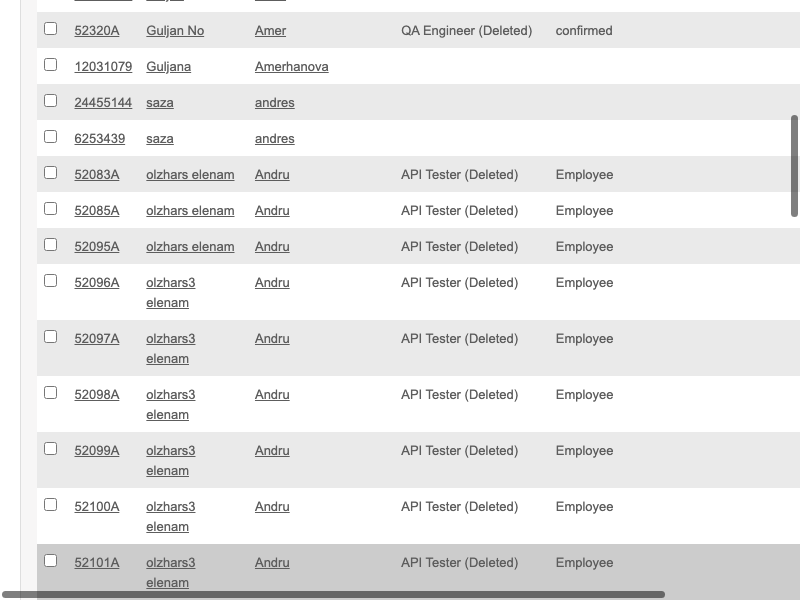 52320A Guljan No Amer QA Engineer (Deleted) confirmed
12031079 Guljana Amerhanova
24455144 saza andres
6253439 saza andres
52083A olzhars elenam Andru API Tester (Deleted) Employee
52085A olzhars elenam Andru API Tester (Deleted) Employee
52095A olzhars elenam Andru API Tester (Deleted) Employee
52096A olzhars3 Andru API Tester (Deleted) Employee
elenam
52097A olzhars3 Andru API Tester (Deleted) Employee
elenam
52098A olzhars3 Andru API Tester (Deleted) Employee
elenam
52099A olzhars3 Andru API Tester (Deleted) Employee
elenam
52100A olzhars3 Andru API Tester (Deleted) Employee
elenam
52101A olzhars3 Andru API Tester (Deleted) Employee
elenam